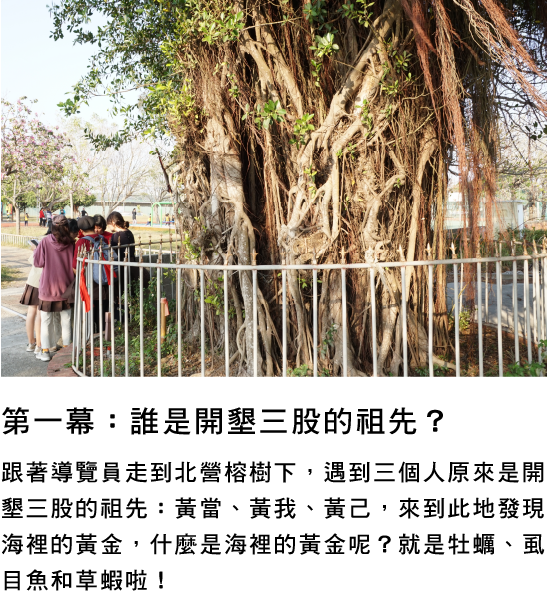 第一幕：誰是開墾三股的祖先？
跟著導覽員走到北營榕樹下，遇到三個人原來是開
墾三股的祖先：黃當、黃我、黃己，來到此地發現
海裡的黃金，什麼是海裡的黃金呢？就是牡蠣、虱
目魚和草蝦啦！